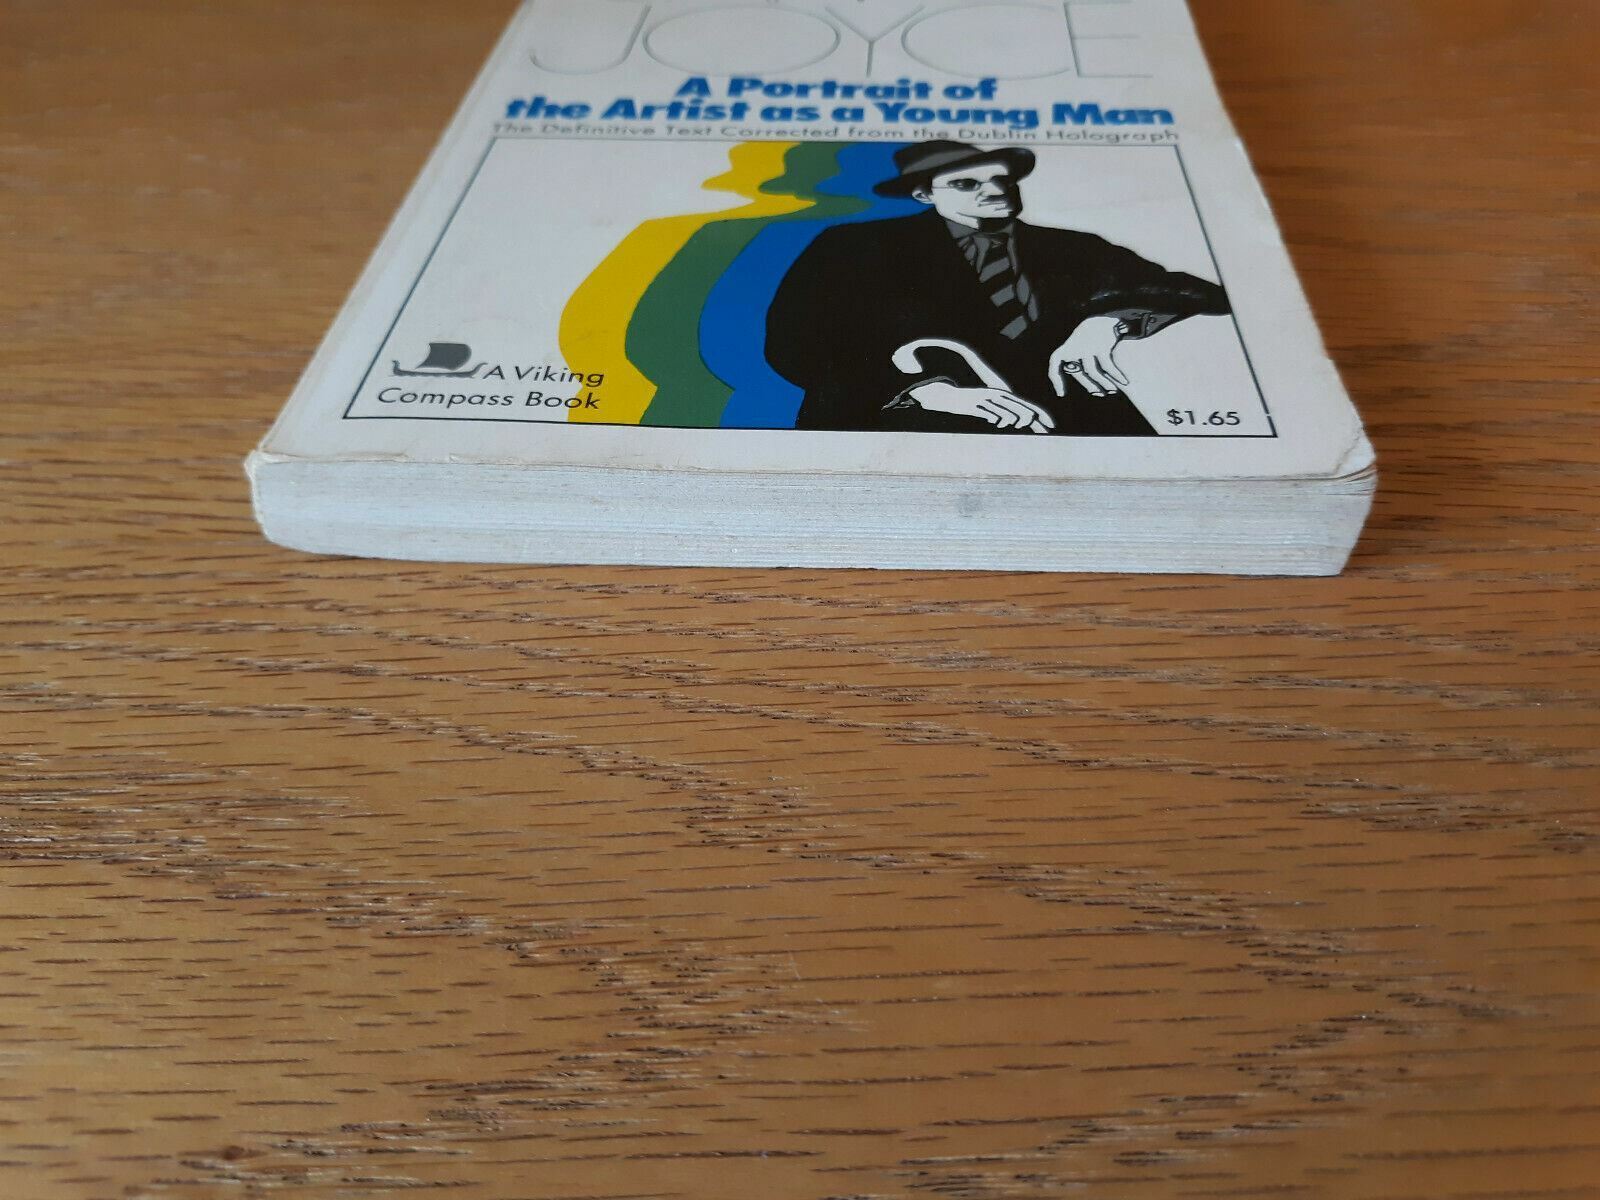 JOYCE
A Portrait of
the Artist as a Young Man
The Definitive Text Corrected from the Dublin Holograph
A Viking
Compass Book
$1.65